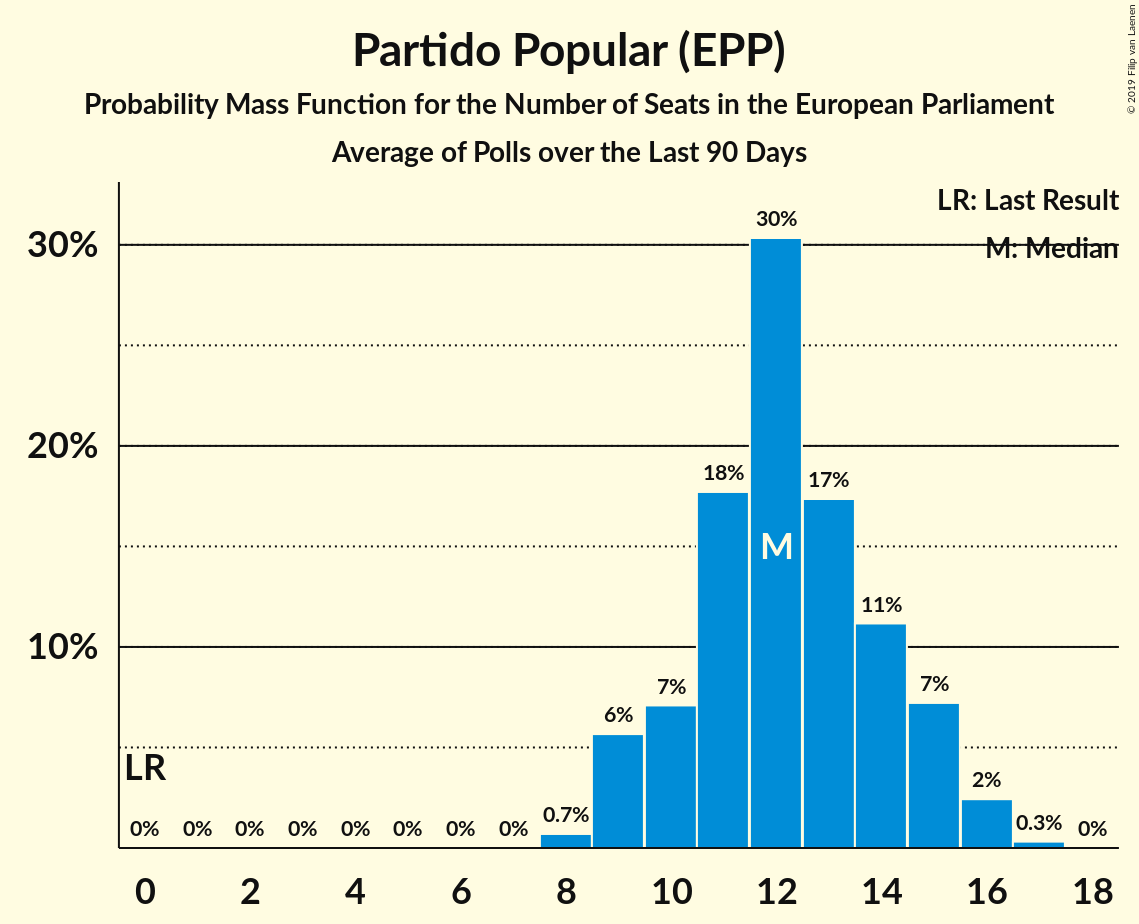 Partido Popular (EPP)
Probability Mass Function for the Number of Seats in the European Parliament
Average of Polls over the Last 90 Days
© 2019 Filip van Laenen
LR: Last Result
M: Median
30%
20%
10%
30%
18%
17%
M
11%
7%
7%
6%
LR
2%
0% 0% 0% 0% 0% 0% 0% 0% 0.7% 0.3% 0%
0 2 4 6 8 10 12 14 16 18